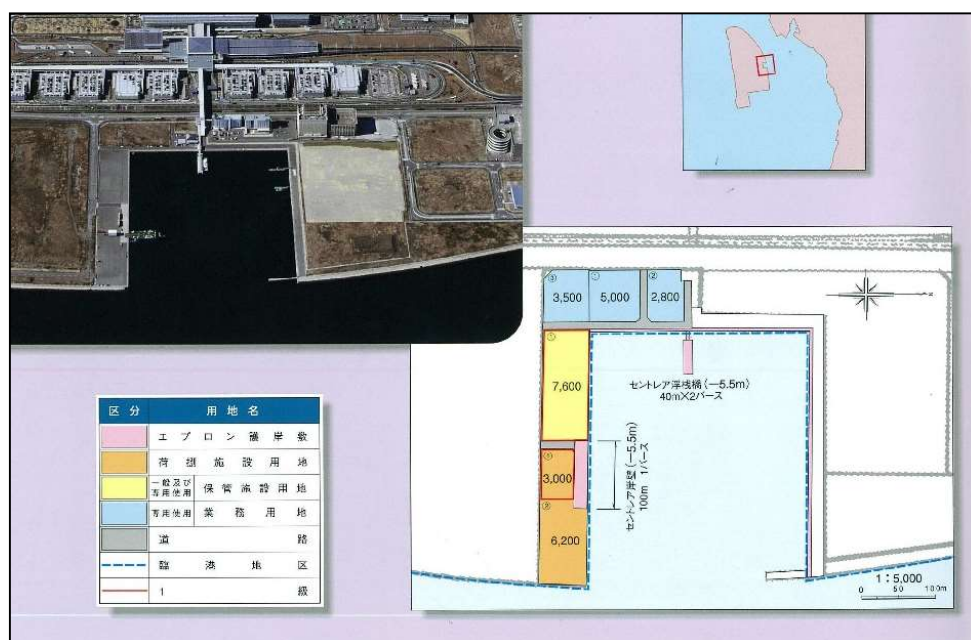 ③
3,500
①
5,000
②
2,800
①
7,600
セントレア浮桟橋(-5.5m)
40m×2バース
セントレア岸壁(-5.5m)
100m 1バース
3,000
6,200
1:5,000
0 50 100m
区分 用地名
エプロン護岸敷
荷捌施設用地
一般及び専用使用 保管施設用地
専用使用 業務用地
道路
臨港地区
1級